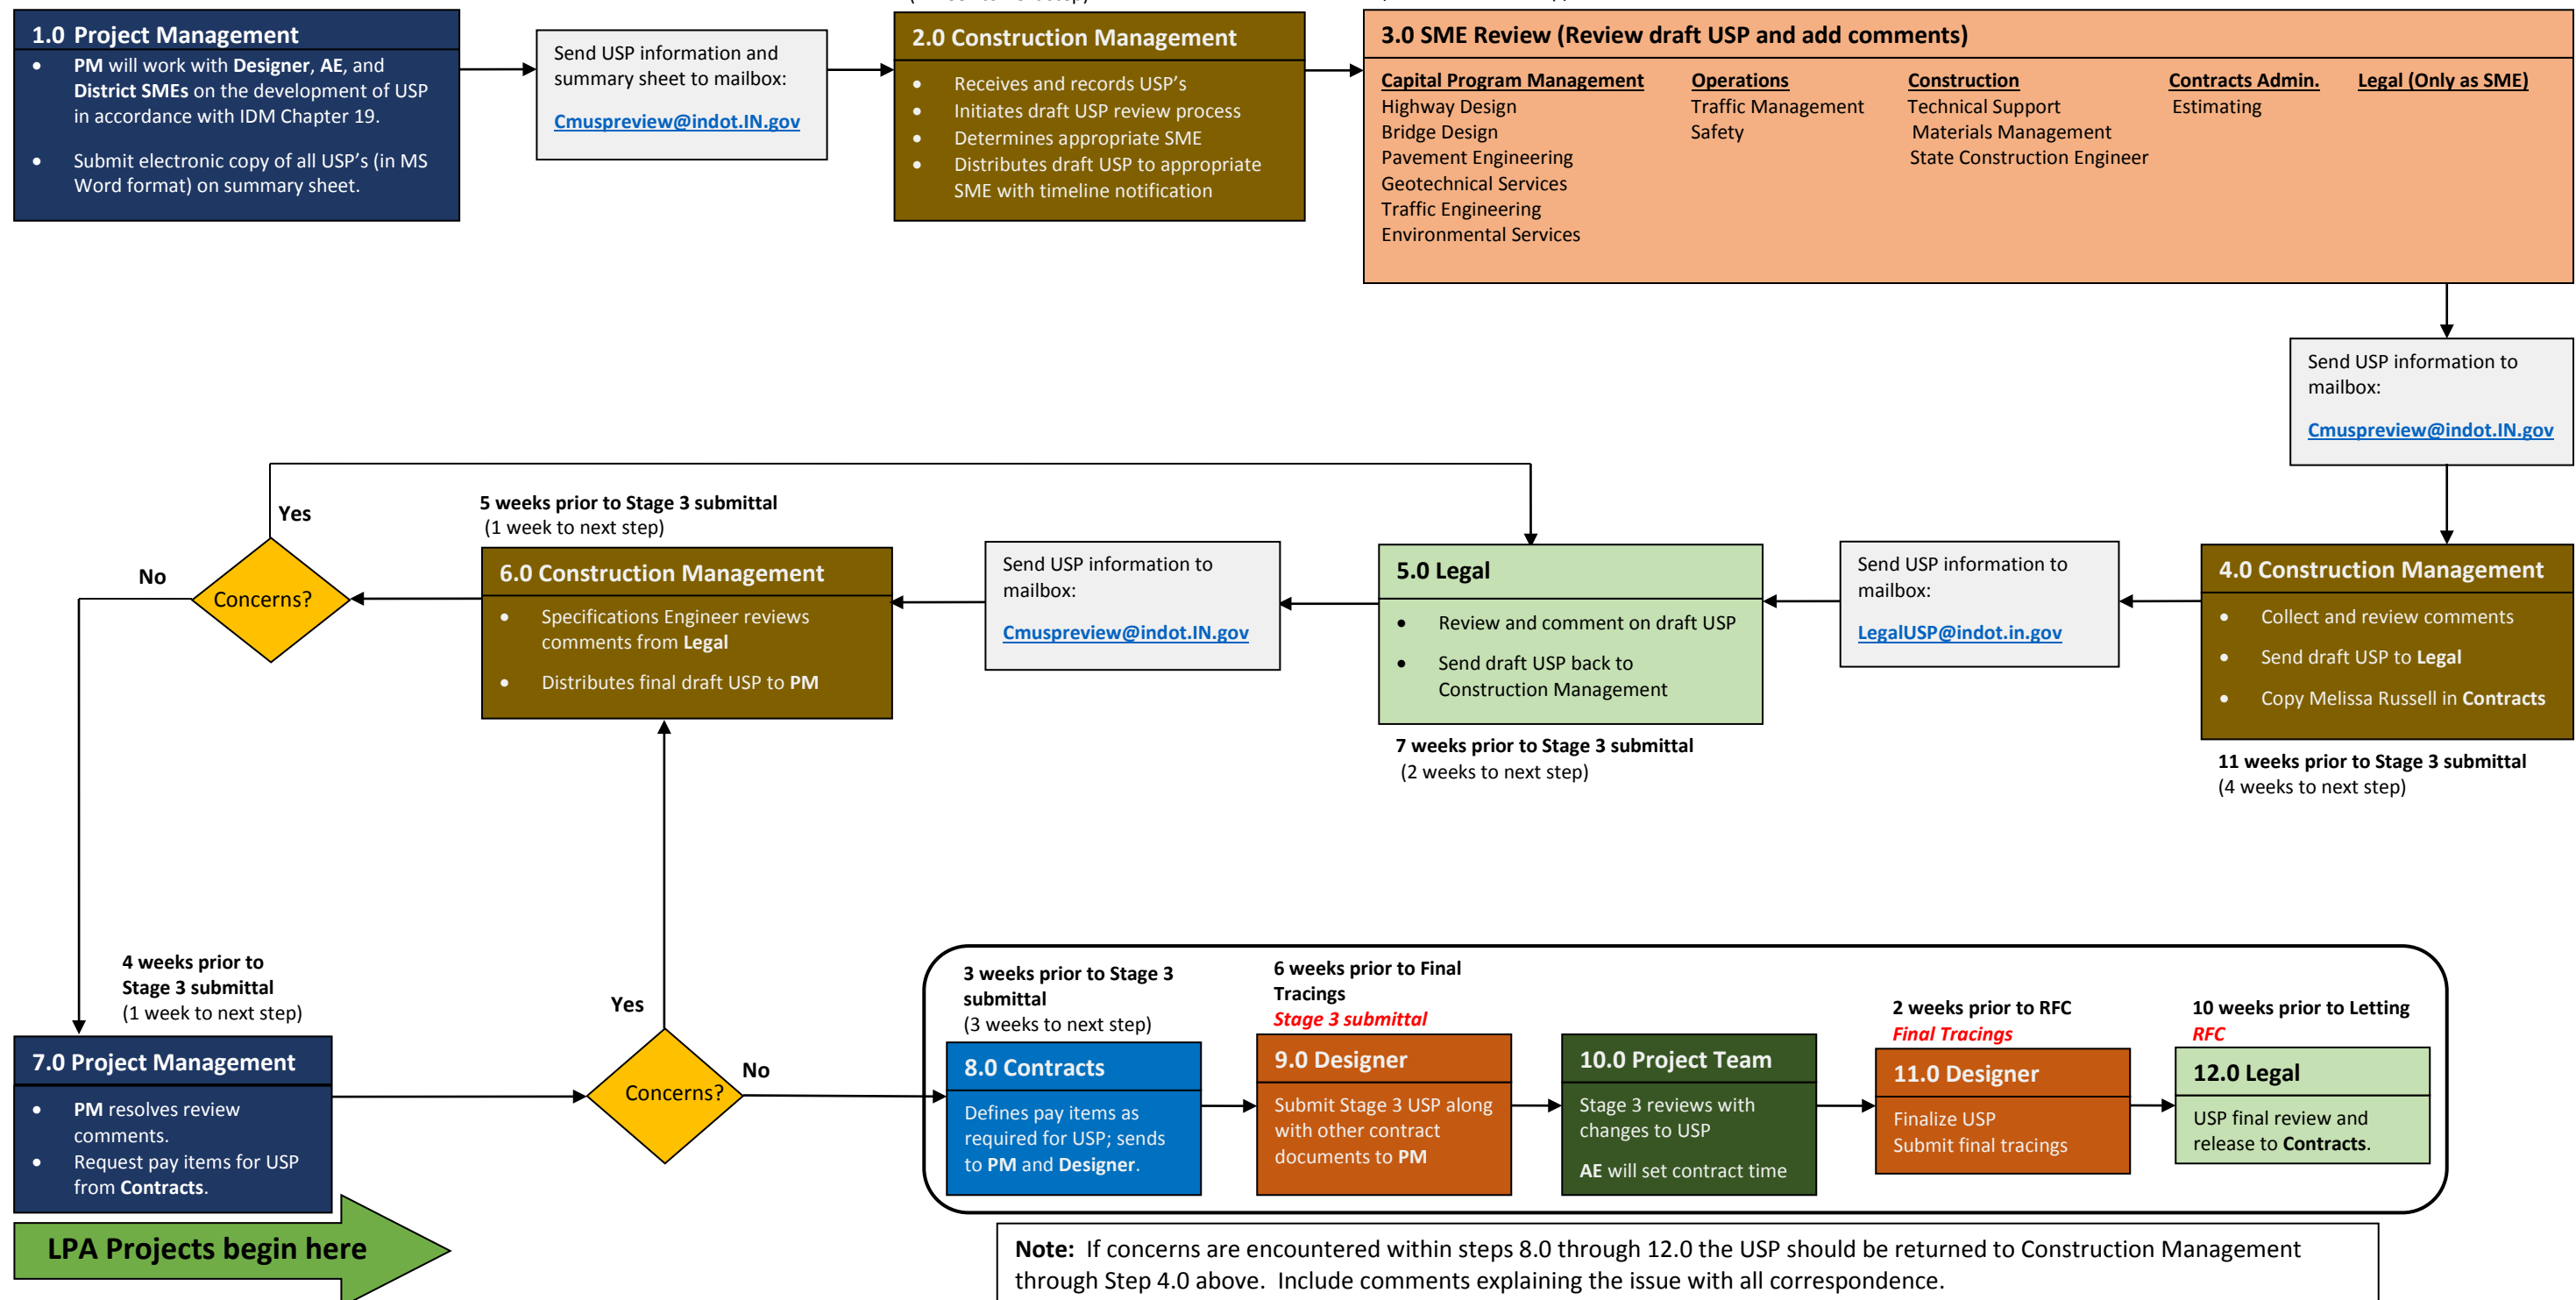 1.0 Project Management
• PM will work with Designer, AE, and
District SMEs on the development of USP
in accordance with IDM Chapter 19.
• Submit electronic copy of all USP's (in MS
Word format) on summary sheet.
Send USP information and
summary sheet to mailbox:
Cmuspreview@indot.IN.gov
2.0 Construction Management
• Receives and records USP's
• Initiates draft USP review process
• Determines appropriate SME
• Distributes draft USP to appropriate
SME with timeline notification
3.0 SME Review (Review draft USP and add comments)
Capital Program Management
Highway Design
Bridge Design
Pavement Engineering
Geotechnical Services
Traffic Engineering
Environmental Services
Operations
Traffic Management
Safety
Construction
Technical Support
Materials Management
State Construction Engineer
Contracts Admin.
Estimating
Legal (Only as SME)
Send USP information to
mailbox:
Cmuspreview@indot.IN.gov
4.0 Construction Management
• Collect and review comments
• Send draft USP to Legal
• Copy Melissa Russell in Contracts
11 weeks prior to Stage 3 submittal
(4 weeks to next step)
Send USP information to
mailbox:
LegalUSP@indot.in.gov
5.0 Legal
• Review and comment on draft USP
• Send draft USP back to
Construction Management
7 weeks prior to Stage 3 submittal
(2 weeks to next step)
Send USP information to
mailbox:
Cmuspreview@indot.IN.gov
5 weeks prior to Stage 3 submittal
(1 week to next step)
6.0 Construction Management
• Specifications Engineer reviews
comments from Legal
• Distributes final draft USP to PM
Concerns?
Yes
No
4 weeks prior to
Stage 3 submittal
(1 week to next step)
7.0 Project Management
• PM resolves review
comments.
• Request pay items for USP
from Contracts.
LPA Projects begin here
Concerns?
Yes
No
3 weeks prior to Stage 3
submittal
(3 weeks to next step)
8.0 Contracts
Defines pay items as
required for USP; sends
to PM and Designer.
6 weeks prior to Final
Tracings
Stage 3 submittal
9.0 Designer
Submit Stage 3 USP along
with other contract
documents to PM
10.0 Project Team
Stage 3 reviews with
changes to USP
AE will set contract time
2 weeks prior to RFC
Final Tracings
11.0 Designer
Finalize USP
Submit final tracings
10 weeks prior to Letting
RFC
12.0 Legal
USP final review and
release to Contracts.
Note: If concerns are encountered within steps 8.0 through 12.0 the USP should be returned to Construction Management
through Step 4.0 above. Include comments explaining the issue with all correspondence.